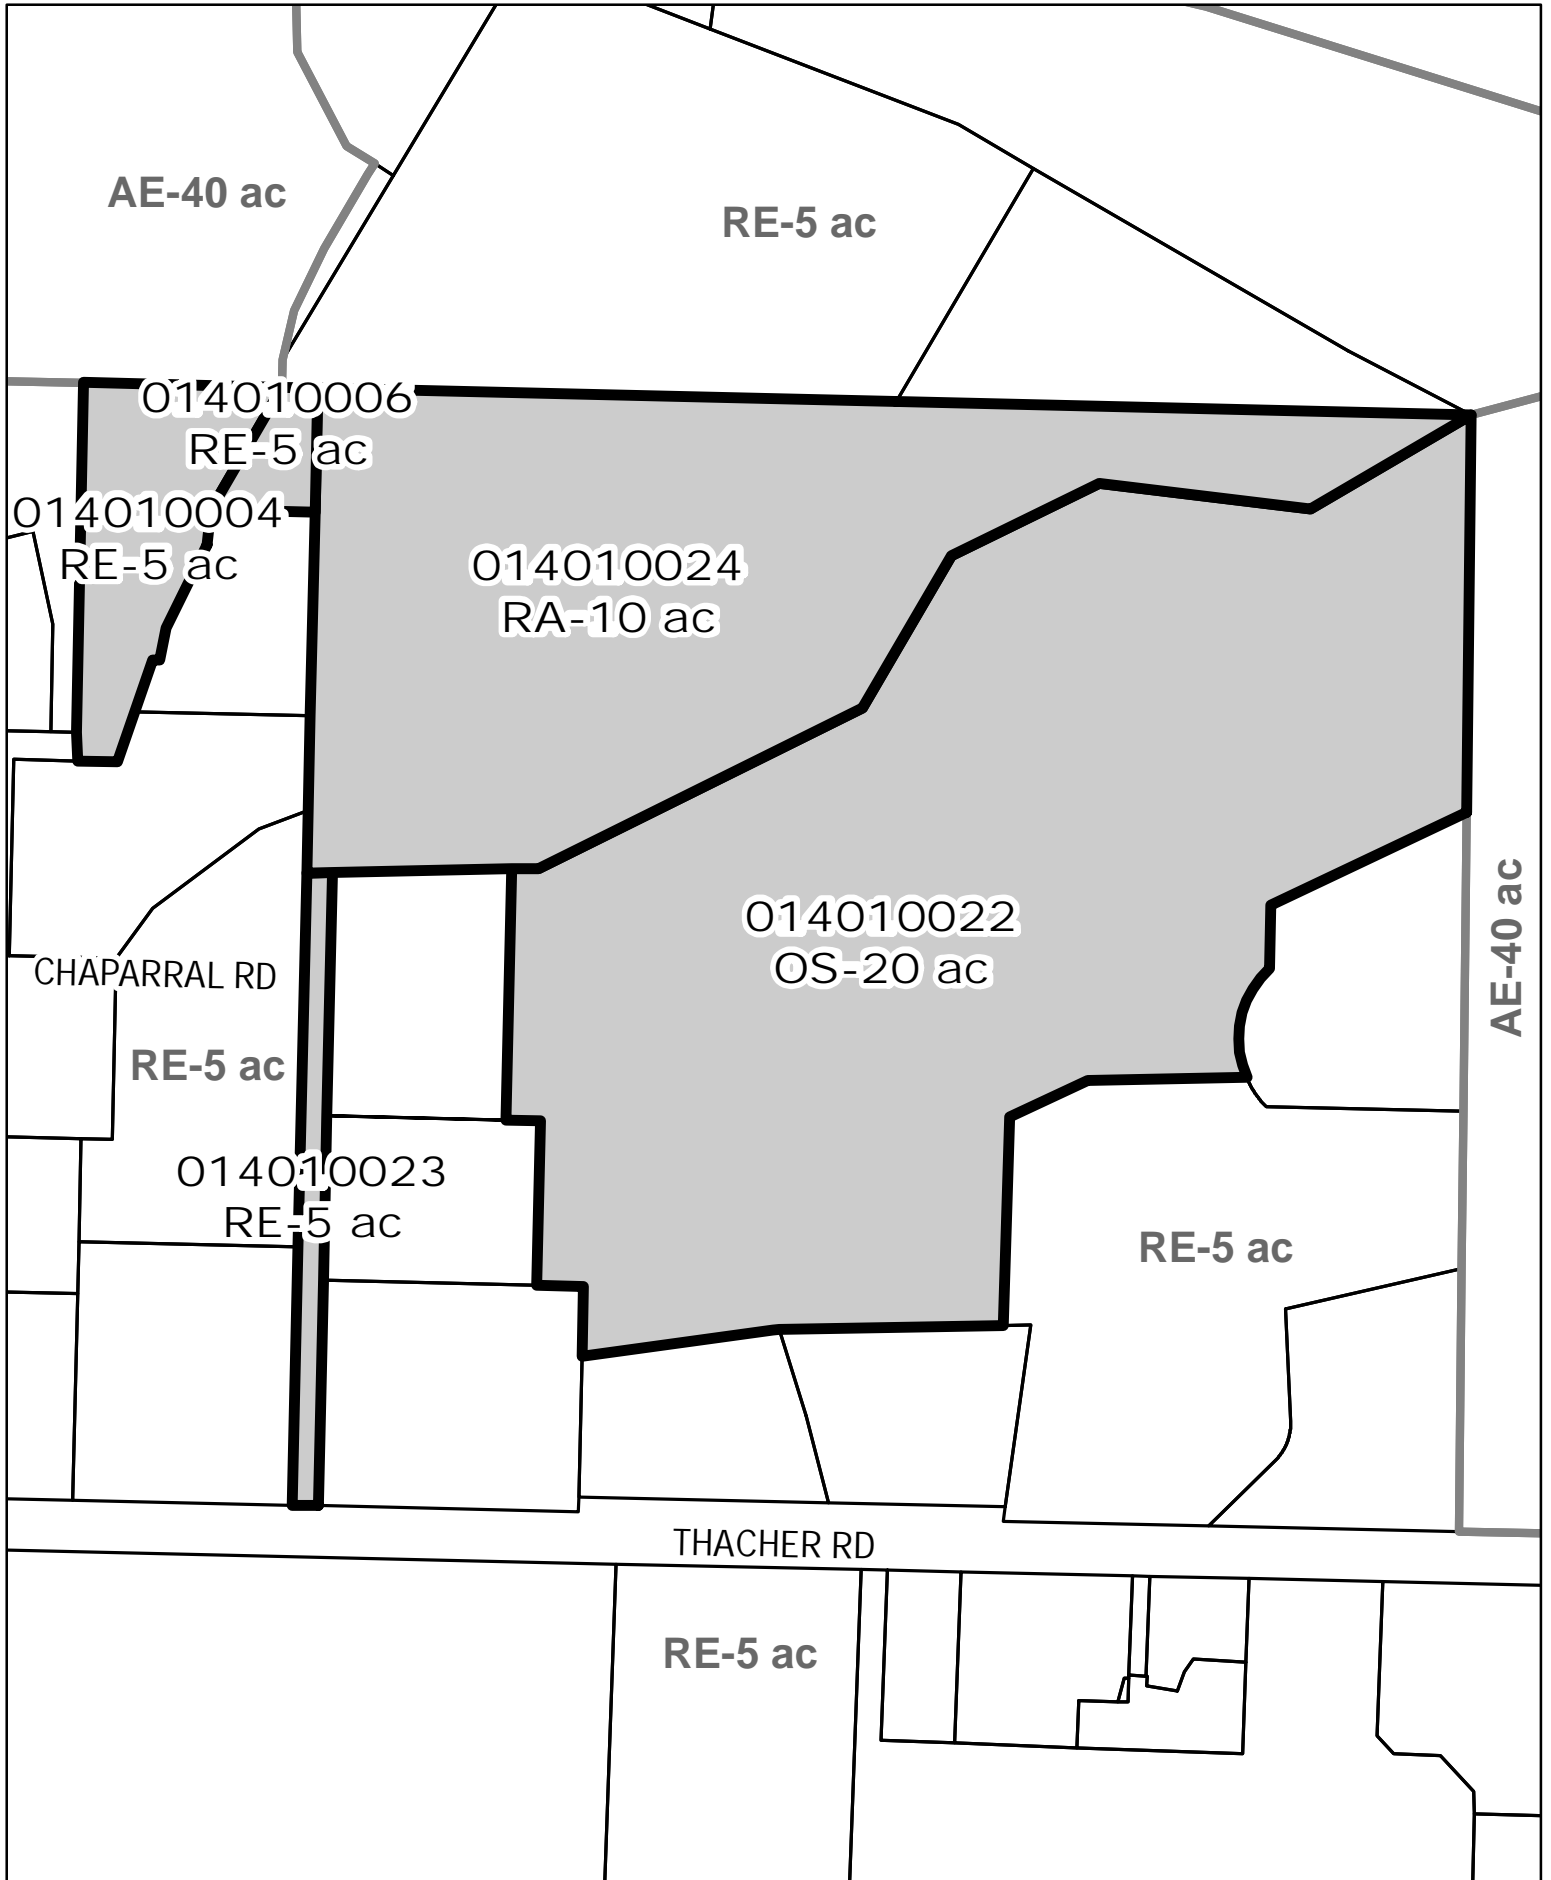 AE-40 ac
RE-5 ac
014010006
RE-5 ac
014010004
RE-5 ac
014010024
RA-10 ac
014010022
OS-20 ac
AE-40 ac
CHAPARRAL RD
RE-5 ac
014010023
RE-5 ac
RE-5 ac
THACHER RD
RE-5 ac